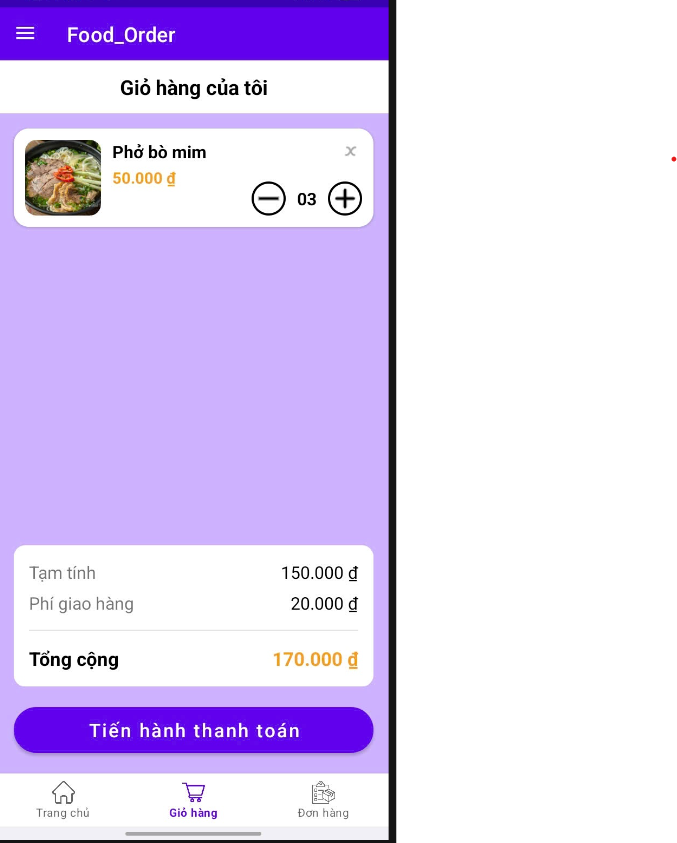 Food_Order
Giỏ hàng của tôi
Phở bò mim
x
50.000 ₫
03
Tạm tính 150.000 ₫
Phí giao hàng 20.000 ₫
Tổng cộng 170.000 ₫
Tiến hành thanh toán
Trang chủ Giỏ hàng Đơn hàng